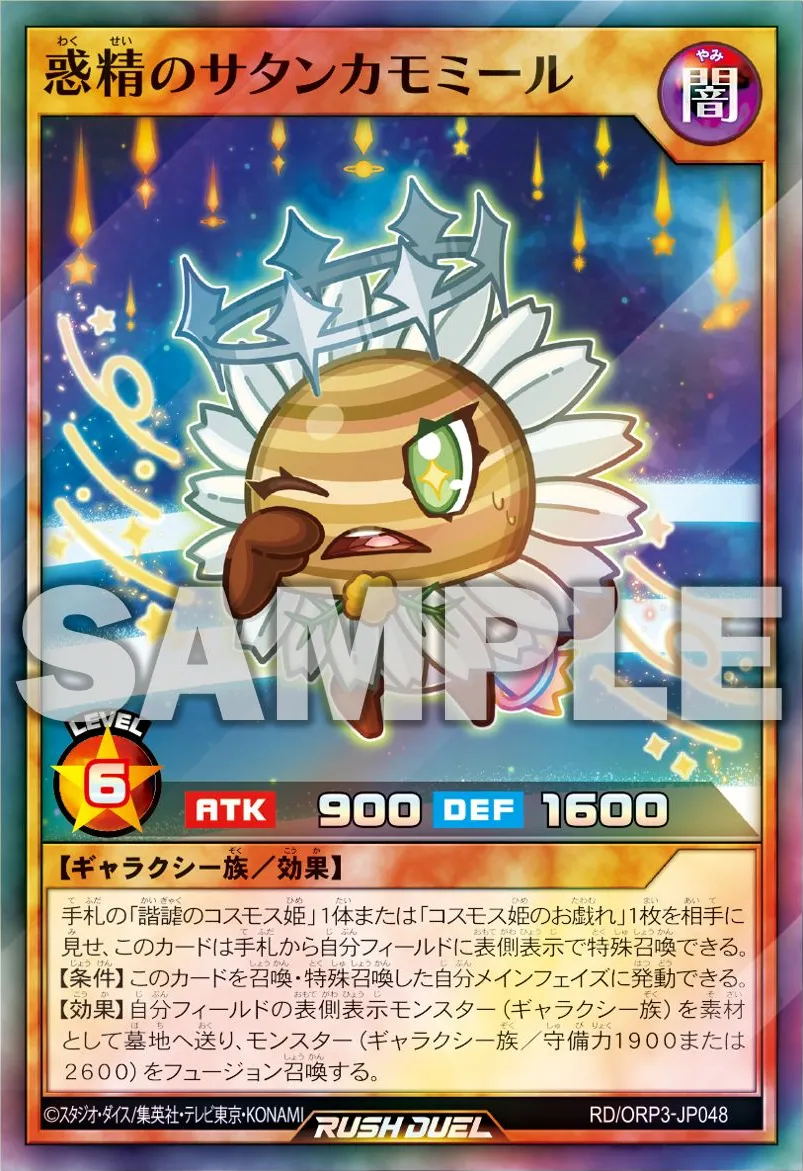 惑精のサタンカモミール
わく せい
やみ
闇
SAMPLE
LEVEL
6
ATK 900 DEF 1600
【ギャラクシー族／効果】
手札の「諧謔のコスモス姫」1体または「コスモス姫のお戯れ」1枚を相手に
見せ、このカードは手札から自分フィールドに表側表示で特殊召喚できる。
【条件】このカードを召喚・特殊召喚した自分メインフェイズに発動できる。
【効果】自分フィールドの表側表示モンスター（ギャラクシー族）を素材
として墓地へ送り、モンスター（ギャラクシー族／守備力1900または
2600）をフュージョン召喚する。
©スタジオ・ダイス/集英社・テレビ東京・KONAMI
RUSH DUEL
RD/ORP3-JP048